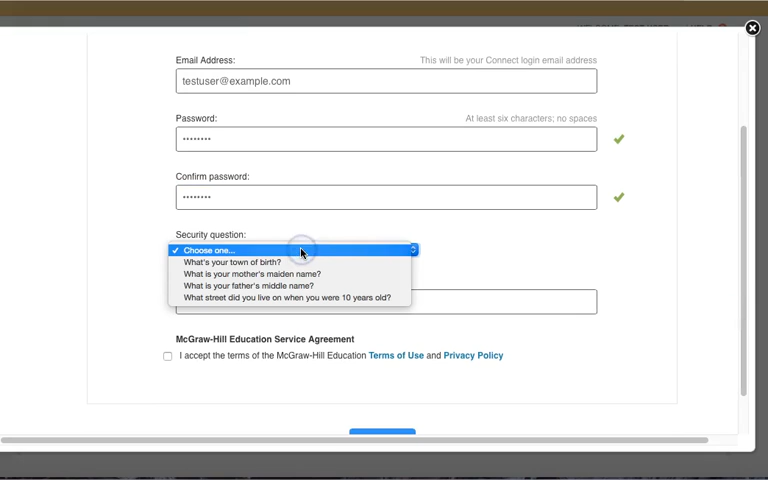 Email Address: This will be your Connect login email address
testuser@example.com
Password: At least six characters; no spaces
••••••••
Confirm password:
••••••••
Security question:
✓ Choose one...
What's your town of birth?
What is your mother's maiden name?
What is your father's middle name?
What street did you live on when you were 10 years old?
McGraw-Hill Education Service Agreement
I accept the terms of the McGraw-Hill Education Terms of Use and Privacy Policy